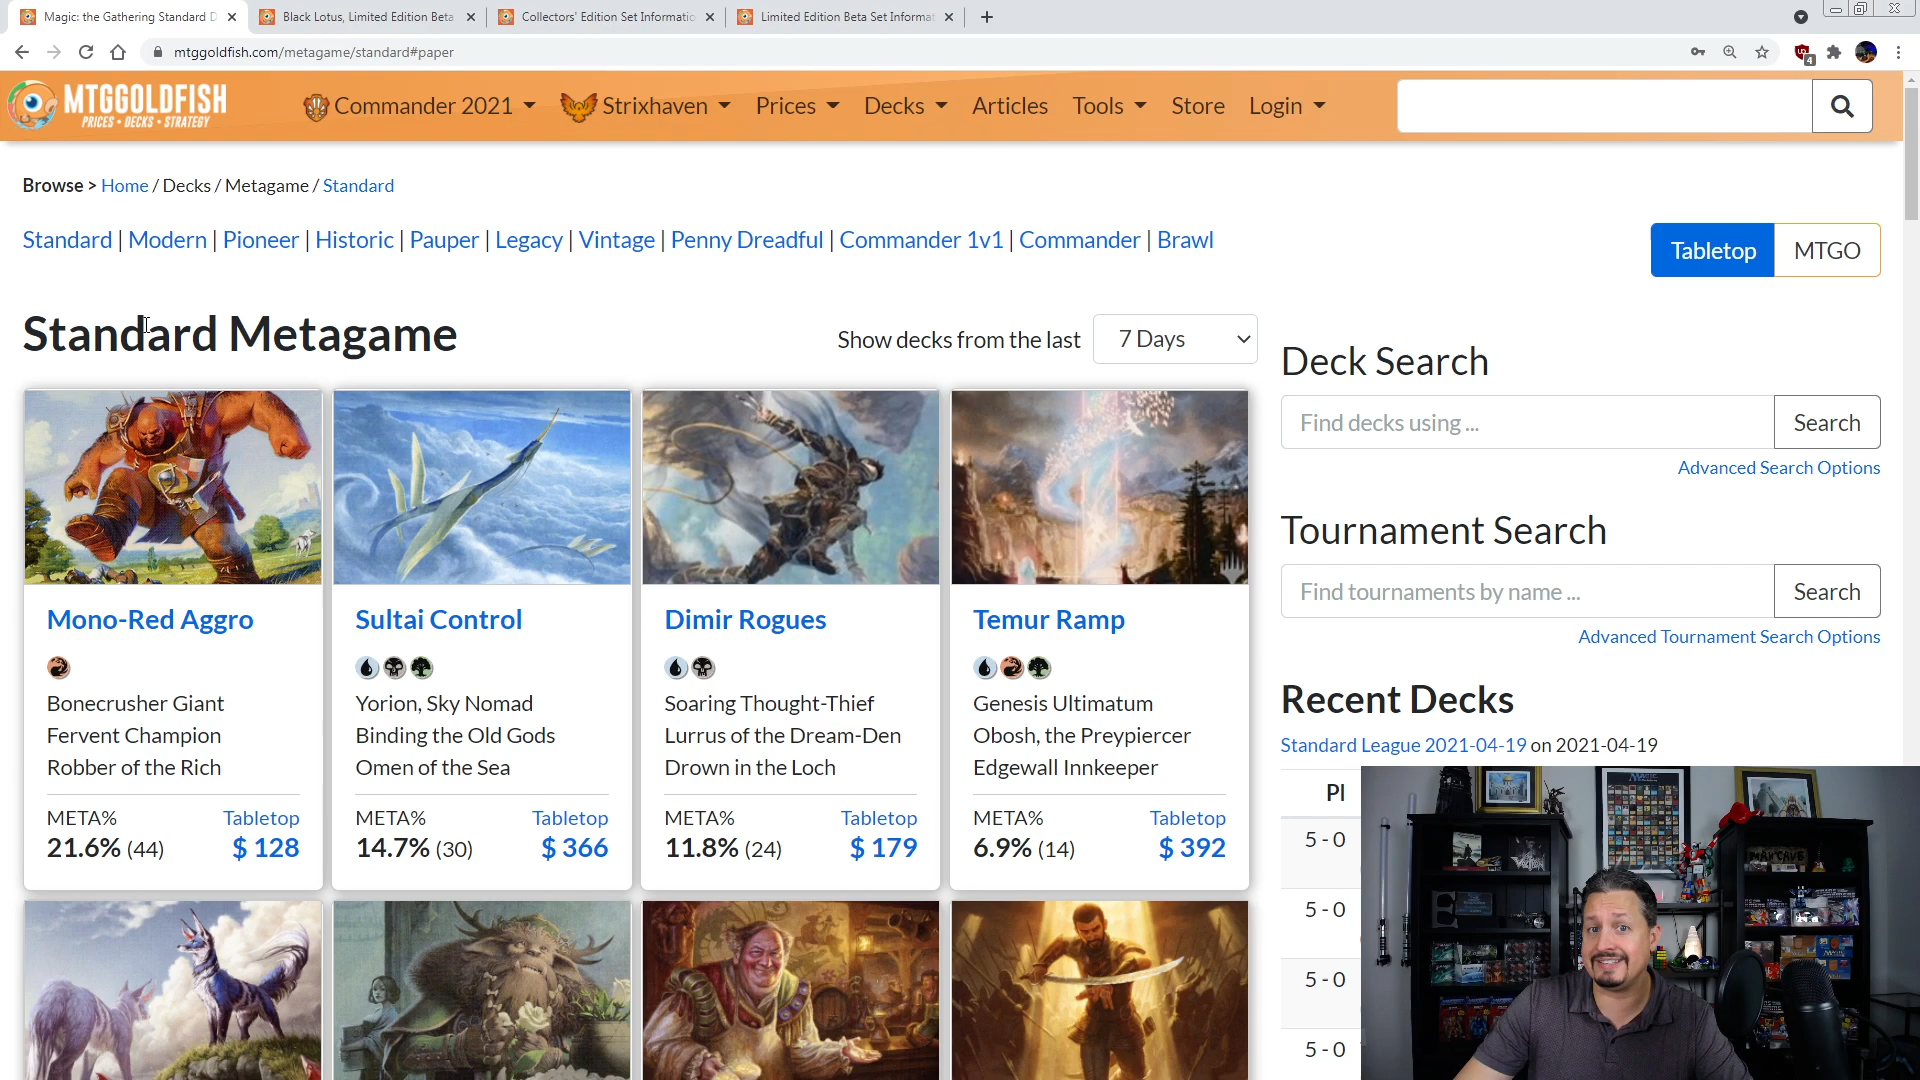 Magic: the Gathering Standard D
Black Lotus, Limited Edition Beta
Collectors' Edition Set Informatio
Limited Edition Beta Set Informat
mtggoldfish.com/metagame/standard#paper
4
MTGGOLDFISH
PRICES • DECKS • STRATEGY
Commander 2021
Strixhaven
Prices
Decks
Articles
Tools
Store
Login
Browse > Home / Decks / Metagame / Standard
Standard | Modern | Pioneer | Historic | Pauper | Legacy | Vintage | Penny Dreadful | Commander 1v1 | Commander | Brawl
Tabletop
MTGO
Standard Metagame
Show decks from the last
7 Days
Mono-Red Aggro
Bonecrusher Giant
Fervent Champion
Robber of the Rich
META%
Tabletop
21.6% (44)
$ 128
Sultai Control
Yorion, Sky Nomad
Binding the Old Gods
Omen of the Sea
META%
Tabletop
14.7% (30)
$ 366
Dimir Rogues
Soaring Thought-Thief
Lurrus of the Dream-Den
Drown in the Loch
META%
Tabletop
11.8% (24)
$ 179
Temur Ramp
Genesis Ultimatum
Obosh, the Preypiercer
Edgewall Innkeeper
META%
Tabletop
6.9% (14)
$ 392
Deck Search
Find decks using ...
Search
Advanced Search Options
Tournament Search
Find tournaments by name ...
Search
Advanced Tournament Search Options
Recent Decks
Standard League 2021-04-19 on 2021-04-19
Pl
5 - 0
5 - 0
5 - 0
5 - 0
MAGIC
MAN CAVE
E